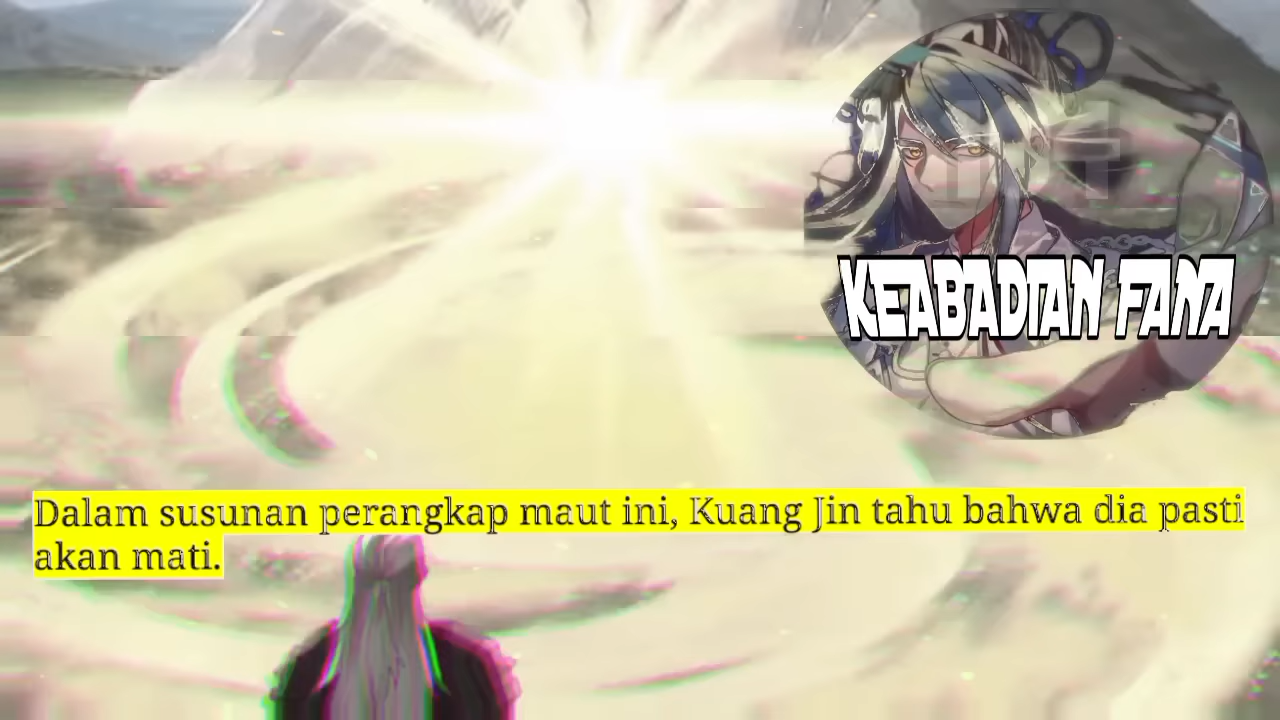 KEABADIAN FANA
Dalam susunan perangkap maut ini, Kuang Jin tahu bahwa dia pasti
akan mati.